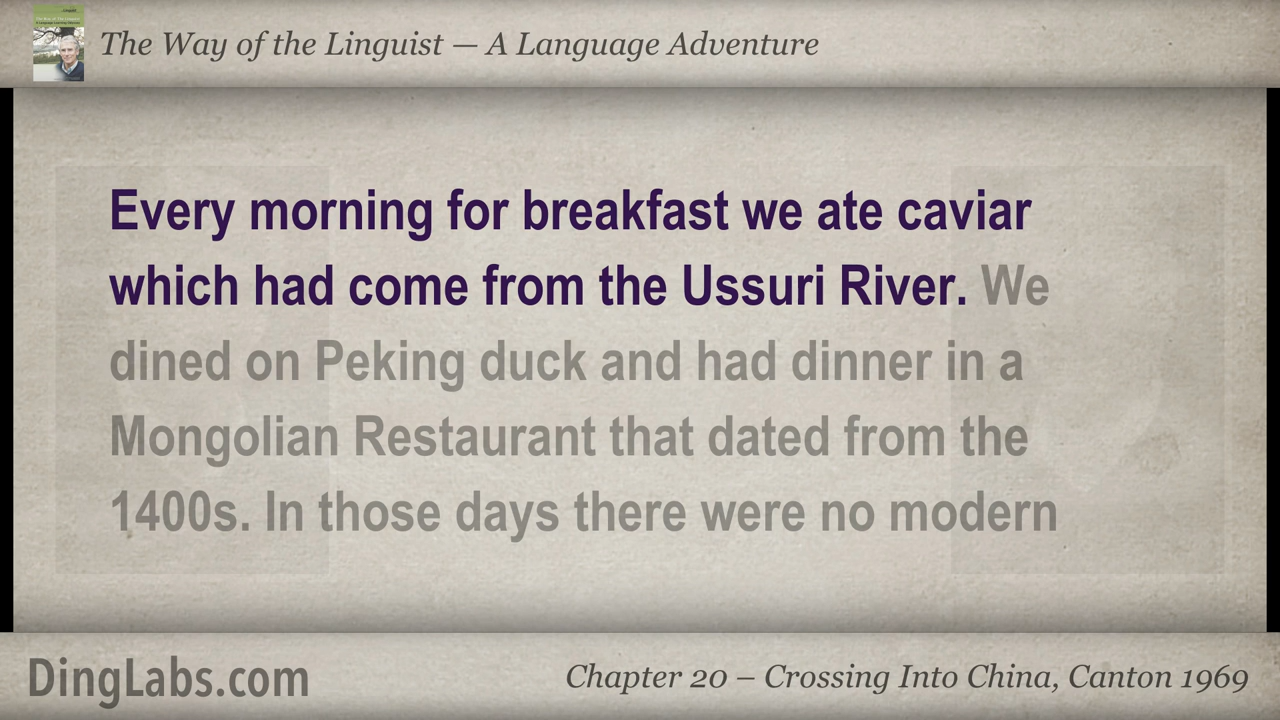 The Way of the Linguist — A Language Adventure
Every morning for breakfast we ate caviar
which had come from the Ussuri River. We
dined on Peking duck and had dinner in a
Mongolian Restaurant that dated from the
1400s. In those days there were no modern
DingLabs.com
Chapter 20 – Crossing Into China, Canton 1969